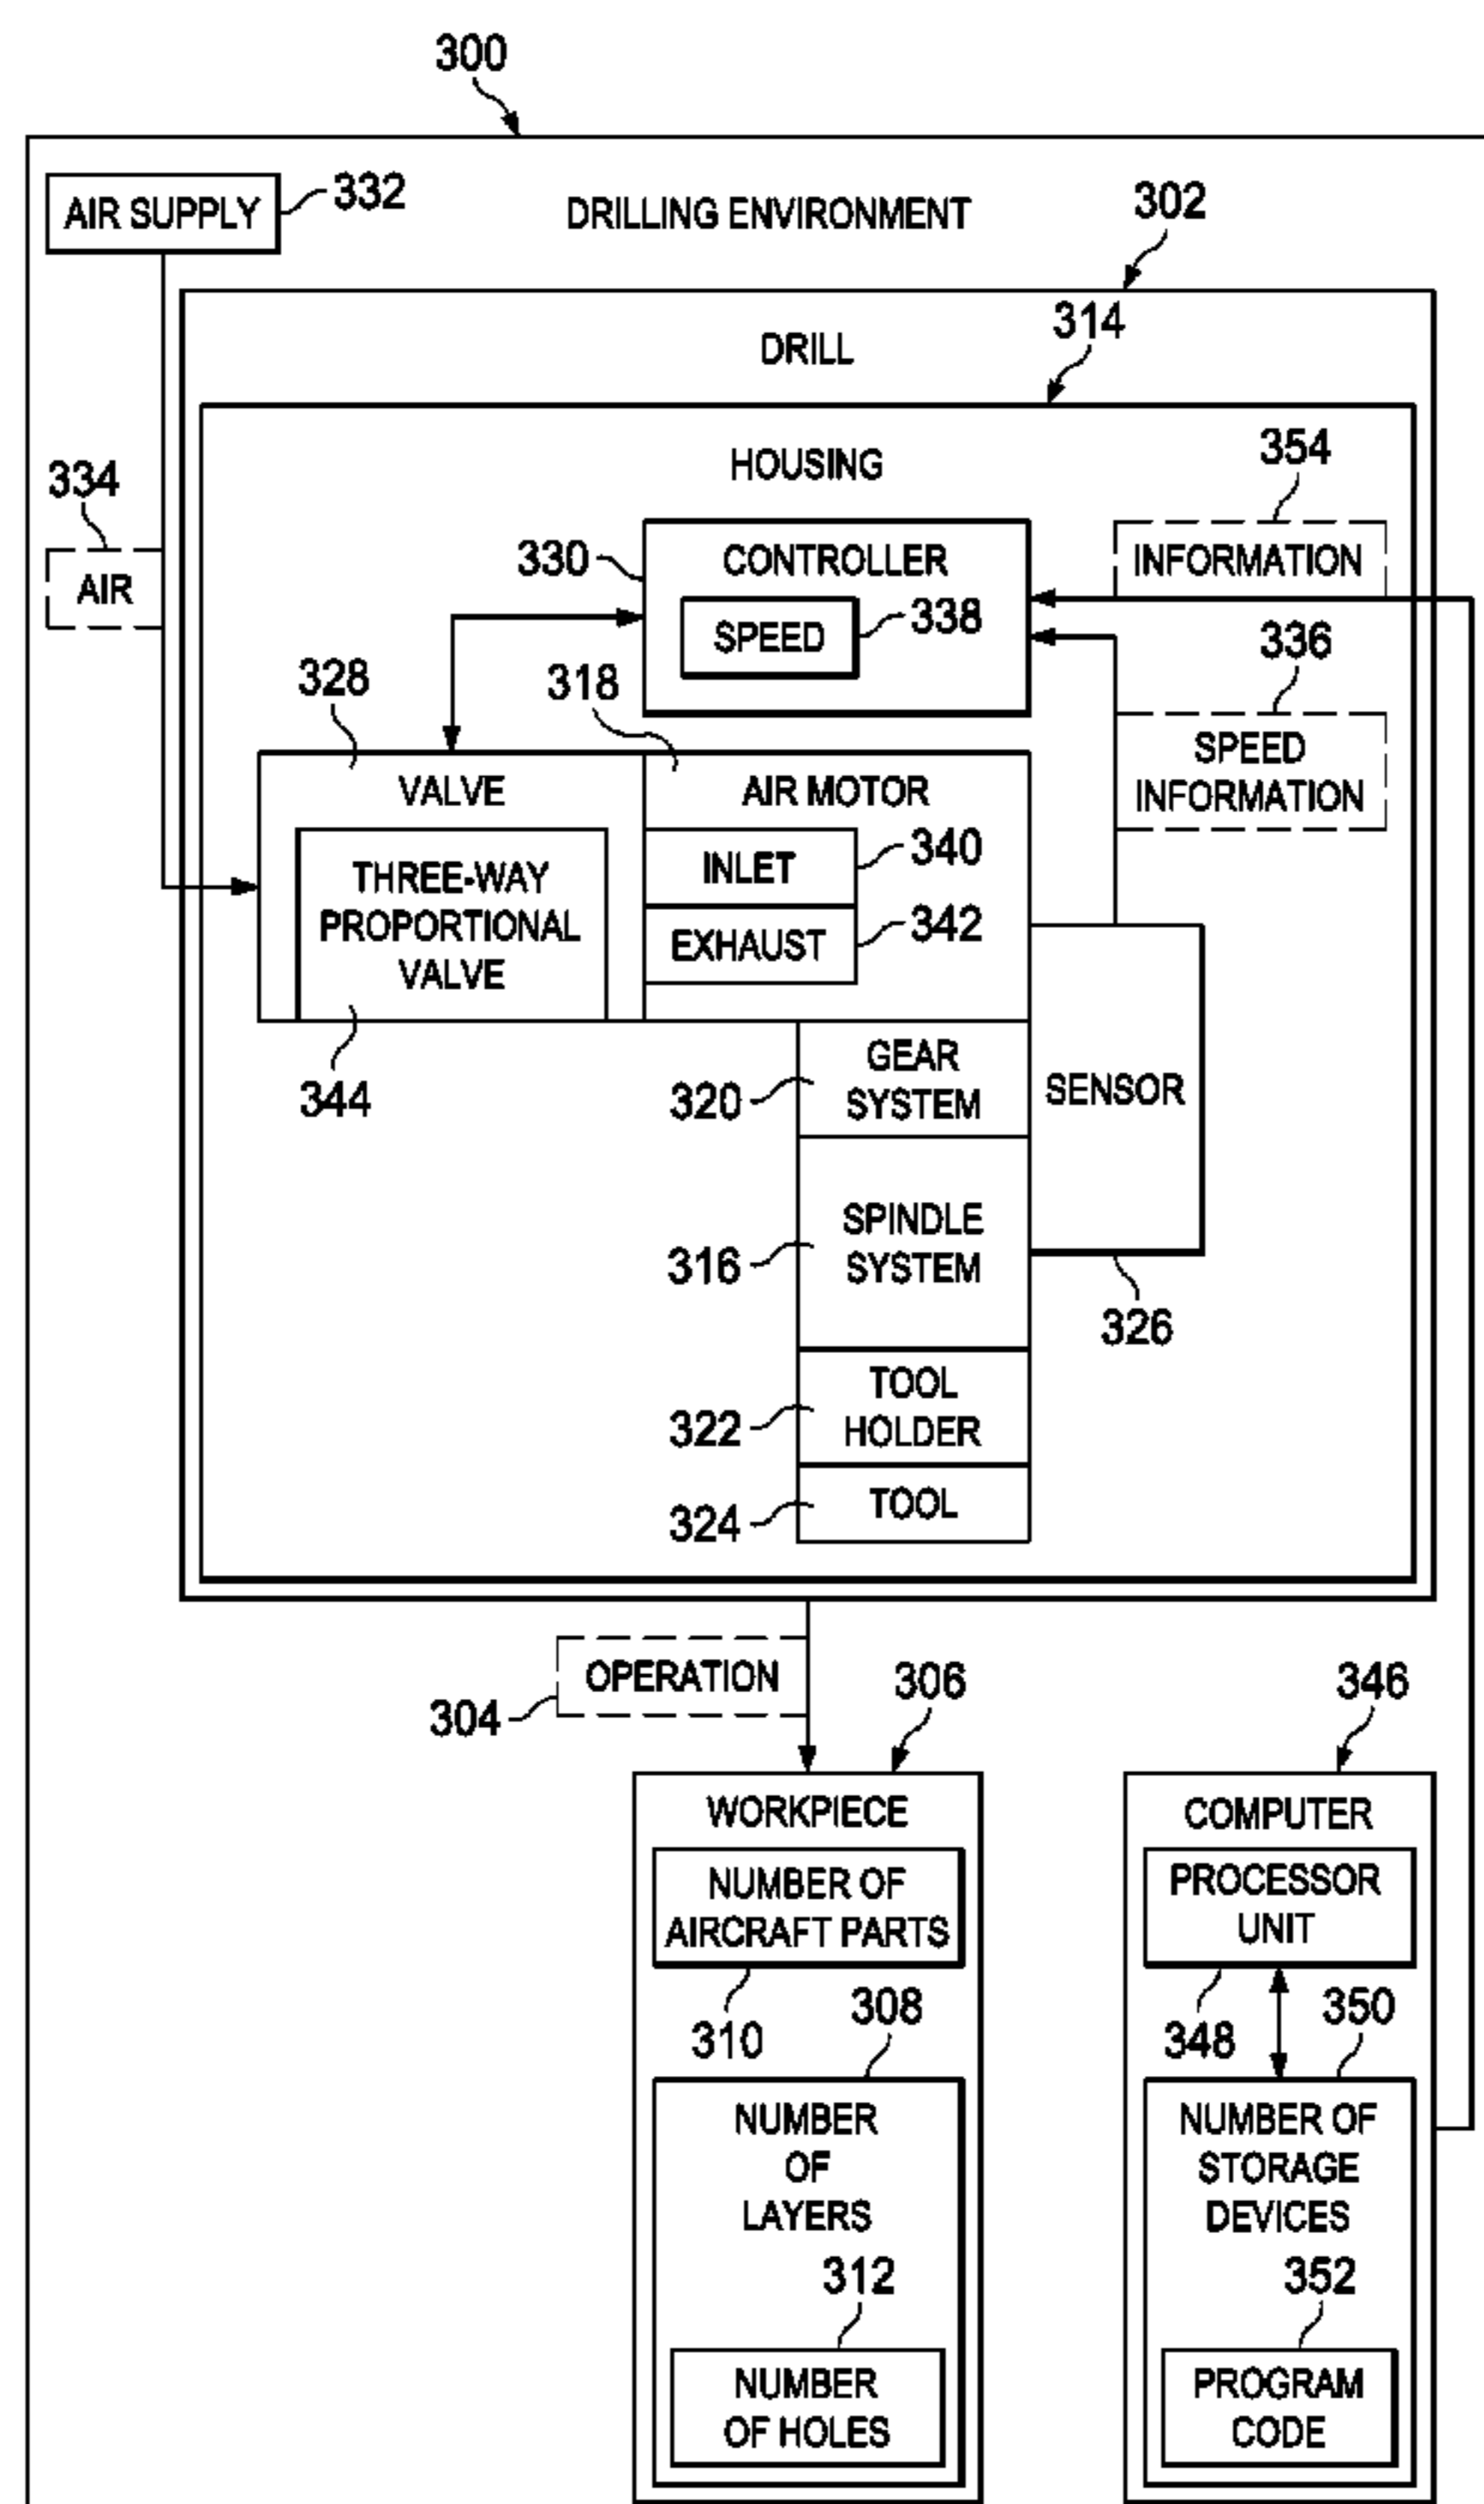 300
AIR SUPPLY
332
DRILLING ENVIRONMENT
302
DRILL
314
HOUSING
334
AIR
354
INFORMATION
330
CONTROLLER
SPEED
338
336
SPEED
INFORMATION
328
318
VALVE
AIR MOTOR
THREE-WAY
PROPORTIONAL
VALVE
INLET
340
EXHAUST
342
344
320
GEAR
SYSTEM
SENSOR
316
SPINDLE
SYSTEM
326
322
TOOL
HOLDER
324
TOOL
304
OPERATION
306
346
WORKPIECE
NUMBER OF
AIRCRAFT PARTS
310
308
NUMBER
OF
LAYERS
312
NUMBER
OF HOLES
COMPUTER
PROCESSOR
UNIT
348
350
NUMBER OF
STORAGE
DEVICES
352
PROGRAM
CODE